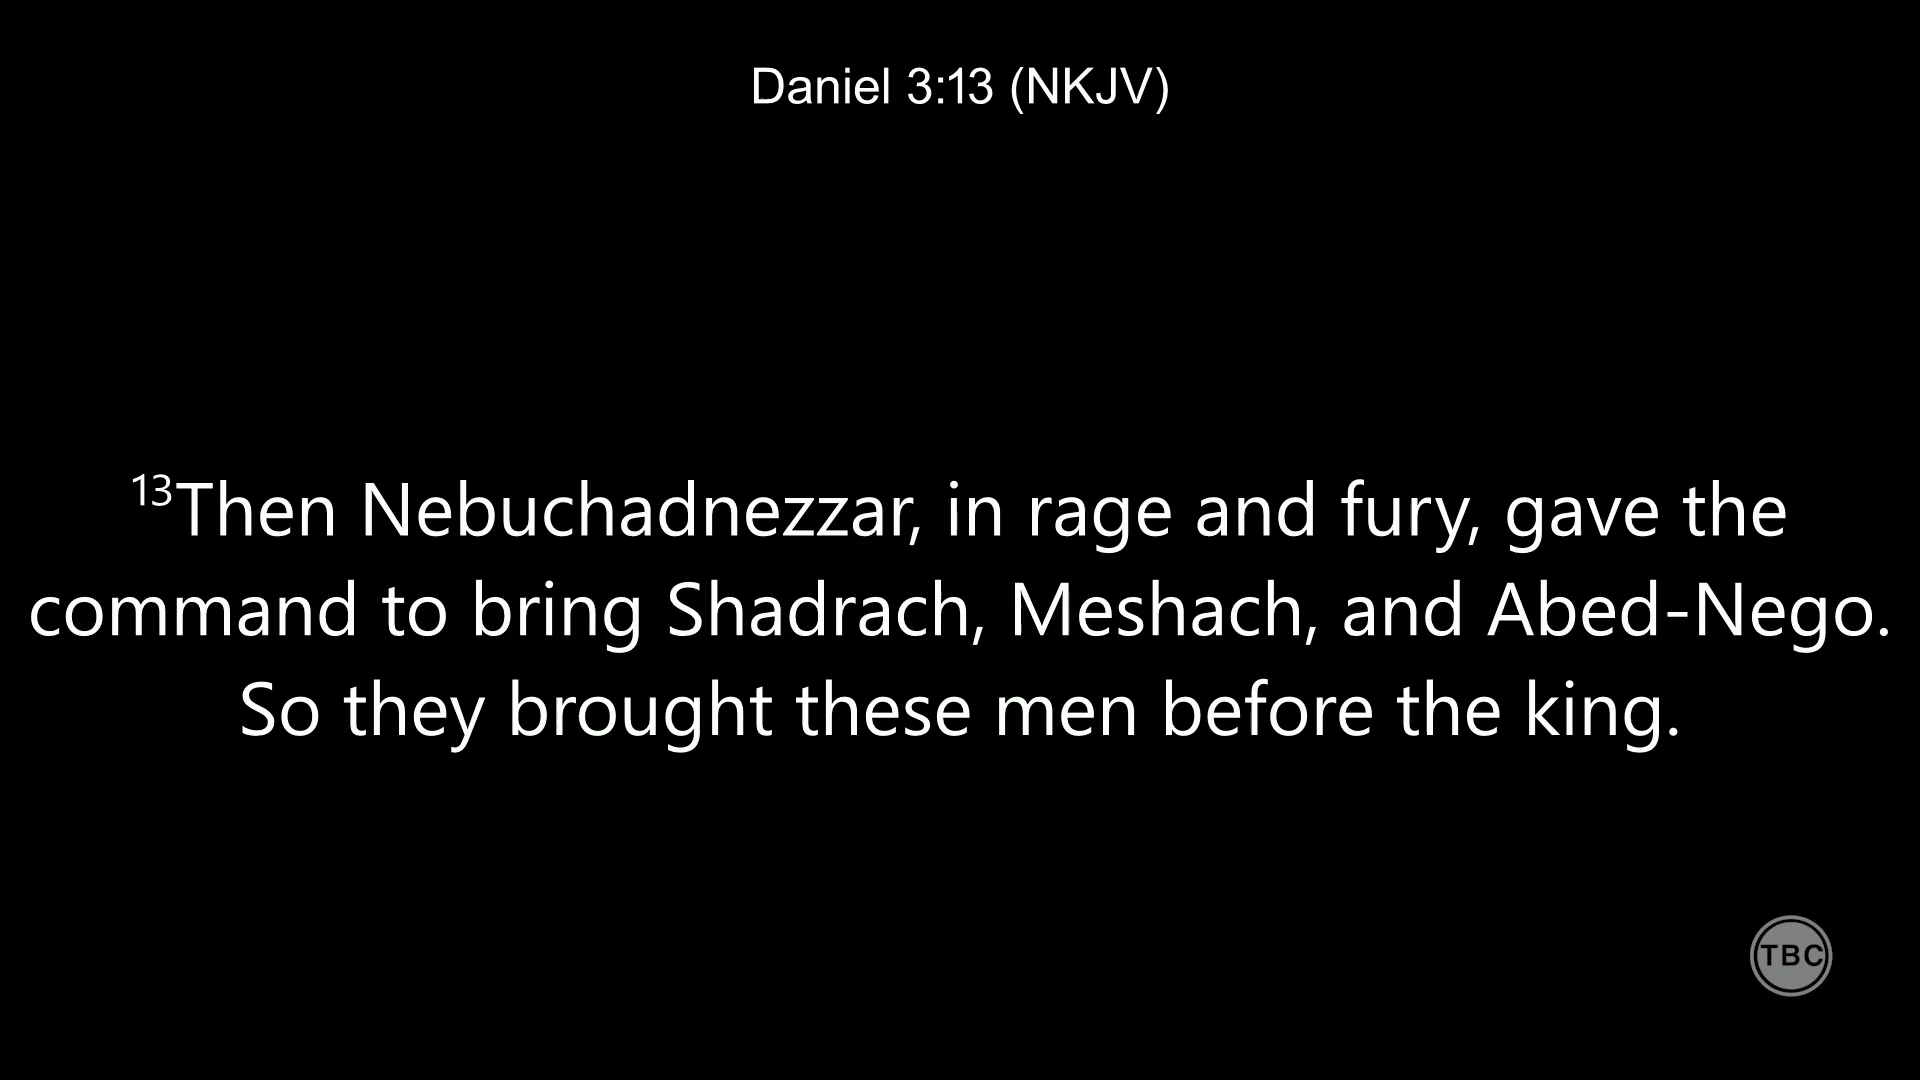 Daniel 3:13 (NKJV)
13Then Nebuchadnezzar, in rage and fury, gave the
command to bring Shadrach, Meshach, and Abed-Nego.
So they brought these men before the king.
TBC